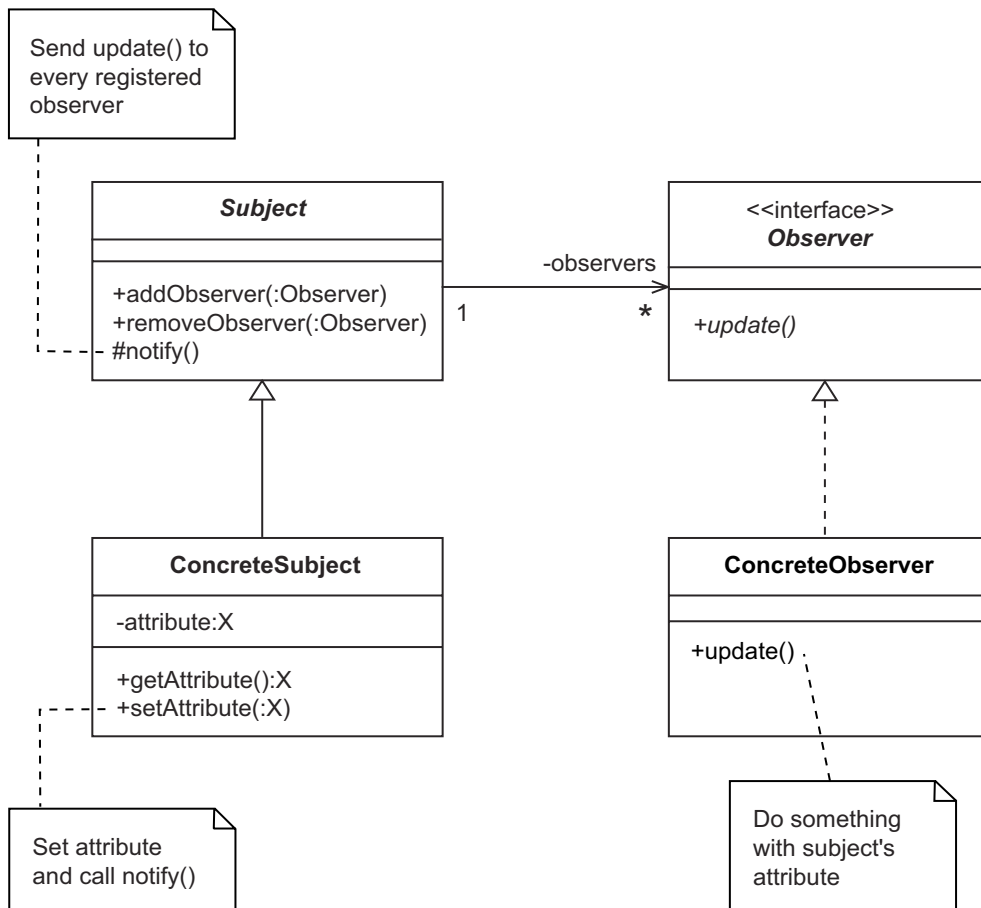 Send update() to
every registered
observer
Subject
+addObserver(:Observer)
+removeObserver(:Observer)
#notify()
-observers
1
*
<<interface>>
Observer
+update()
ConcreteSubject
-attribute:X
+getAttribute():X
+setAttribute(:X)
ConcreteObserver
+update()
Set attribute
and call notify()
Do something
with subject's
attribute